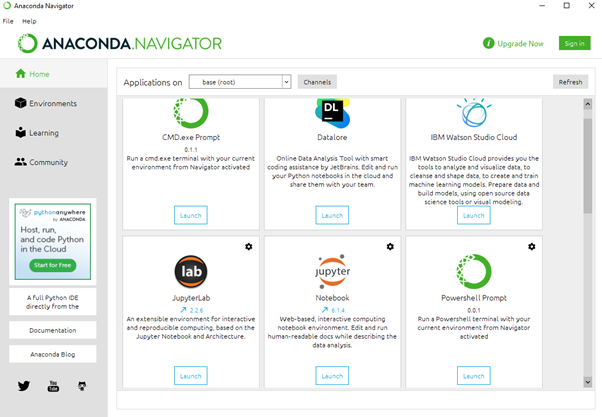 Anaconda Navigator
File Help
ANACONDA.NAVIGATOR
Upgrade Now
Sign in
Home
Environments
Learning
Community
pythonanywhere
by ANACONDA
Host, run,
and code Python
in the Cloud
Start for Free
A full Python IDE
directly from the
Documentation
Anaconda Blog
You
Tube
Applications on
base (root)
Channels
Refresh
CMD.exe Prompt
0.1.1
Run a cmd.exe terminal with your current
environment from Navigator activated
Launch
DL
Datalore
Online Data Analysis Tool with smart
coding assistance by JetBrains. Edit and run
your Python notebooks in the cloud and
share them with your team.
Launch
IBM Watson Studio Cloud
IBM Watson Studio Cloud provides you the
tools to analyze and visualize data, to
cleanse and shape data, to create and train
machine learning models. Prepare data and
build models, using open source data
science tools or visual modeling.
Launch
lab
JupyterLab
2.2.6
An extensible environment for interactive
and reproducible computing, based on the
Jupyter Notebook and Architecture.
Launch
jupyter
Notebook
6.1.4
Web-based, interactive computing
notebook environment. Edit and run
human-readable docs while describing the
data analysis.
Launch
Powershell Prompt
0.0.1
Run a Powershell terminal with your
current environment from Navigator
activated
Launch